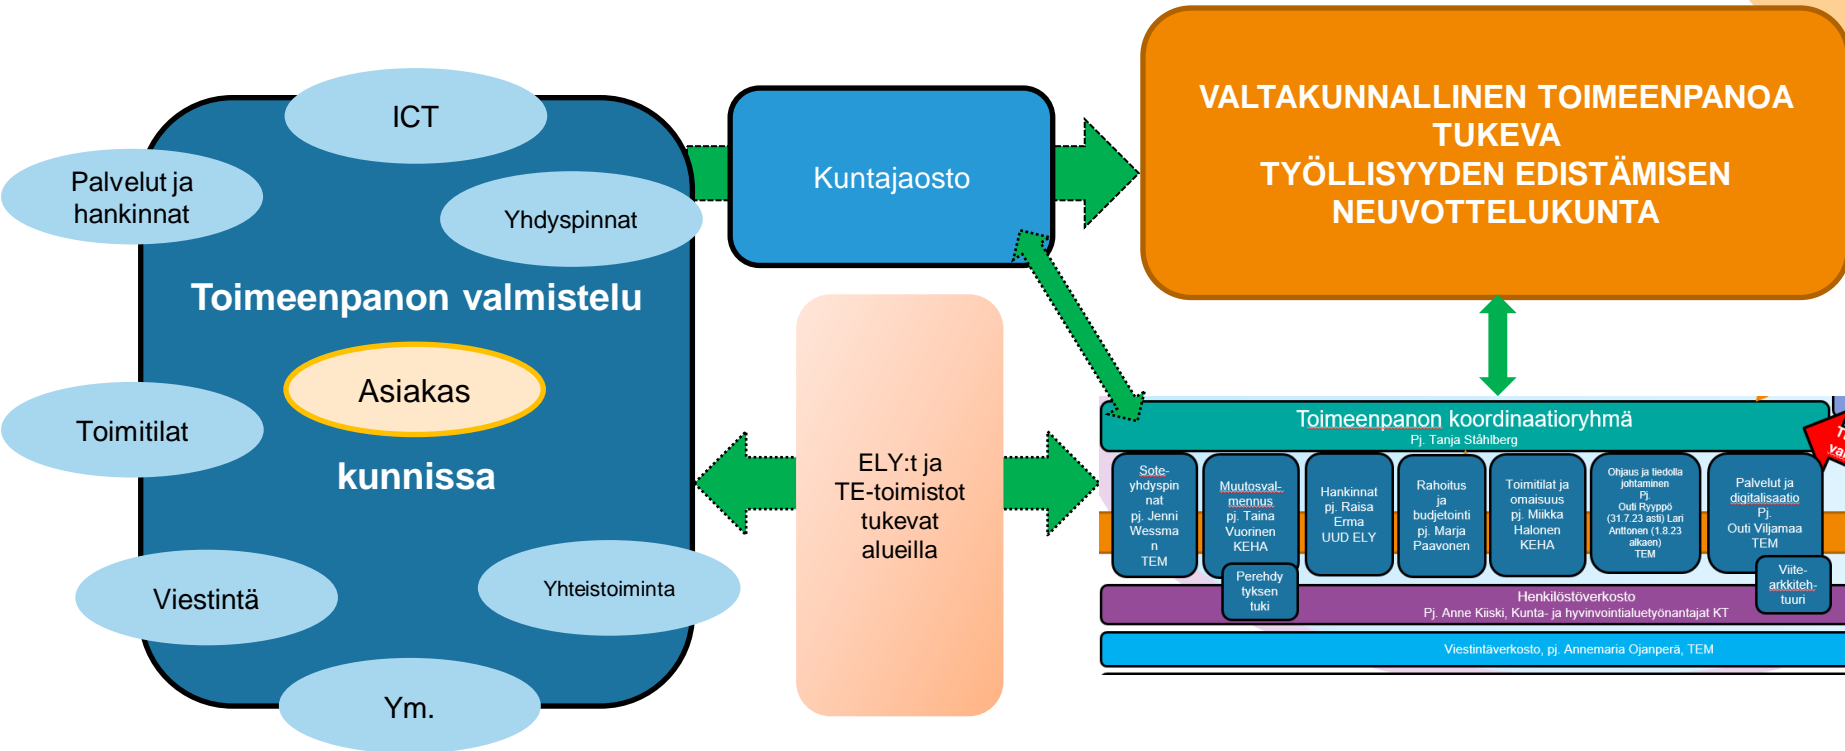 ICT
Palvelut ja
hankinnat
Yhdyspinnat
Toimeenpanon valmistelu
Asiakas
Toimitilat
kunnissa
Viestintä
Yhteistoiminta
Ym.
Kuntajaosto
ELY:t ja
TE-toimistot
tukevat
alueilla
VALTAKUNNALLINEN TOIMEENPANOA
TUKEVA
TYÖLLISYYDEN EDISTÄMISEN
NEUVOTTELUKUNTA
Toimeenpanon koordinaatioryhmä
Pj. Tanja Ståhlberg
Sote-
yhdyspin
nat
pj. Jenni
Wessma
n
TEM
Muutosval-
mennus
pj. Taina
Vuorinen
KEHA
Perehdy
tyksen
tuki
Hankinnat
pj. Raisa
Erma
UUD ELY
Rahoitus
ja
budjetointi
pj. Marja
Paavonen
Toimitilat ja
omaisuus
pj. Miikka
Halonen
KEHA
Ohjaus ja tiedolla
johtaminen
Pj.
Outi Ryyppö
(31.7.23 asti) Lari
Anttonen (1.8.23
alkaen)
TEM
Palvelut ja
digitalisaatio
Pj.
Outi Viljamaa
TEM
Viite-
arkkiteh-
tuuri
Henkilöstöverkosto
Pj. Anne Kiiski, Kunta- ja hyvinvointialuetyönantajat KT
Viestintäverkosto, pj. Annemaria Ojanperä, TEM